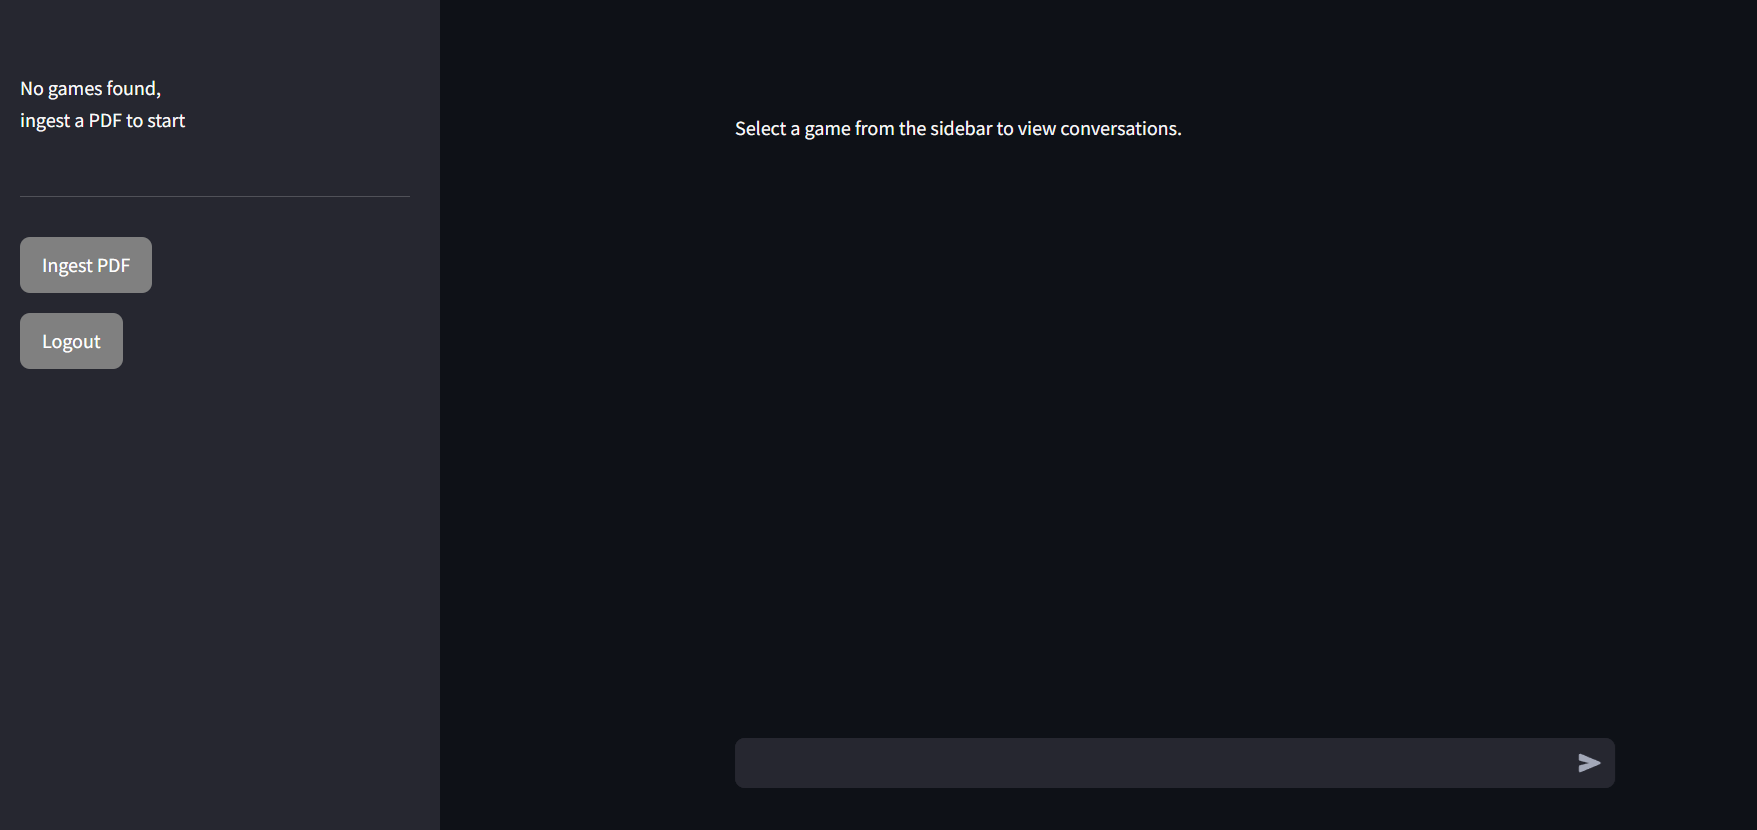 No games found,
ingest a PDF to start
Ingest PDF
Logout
Select a game from the sidebar to view conversations.